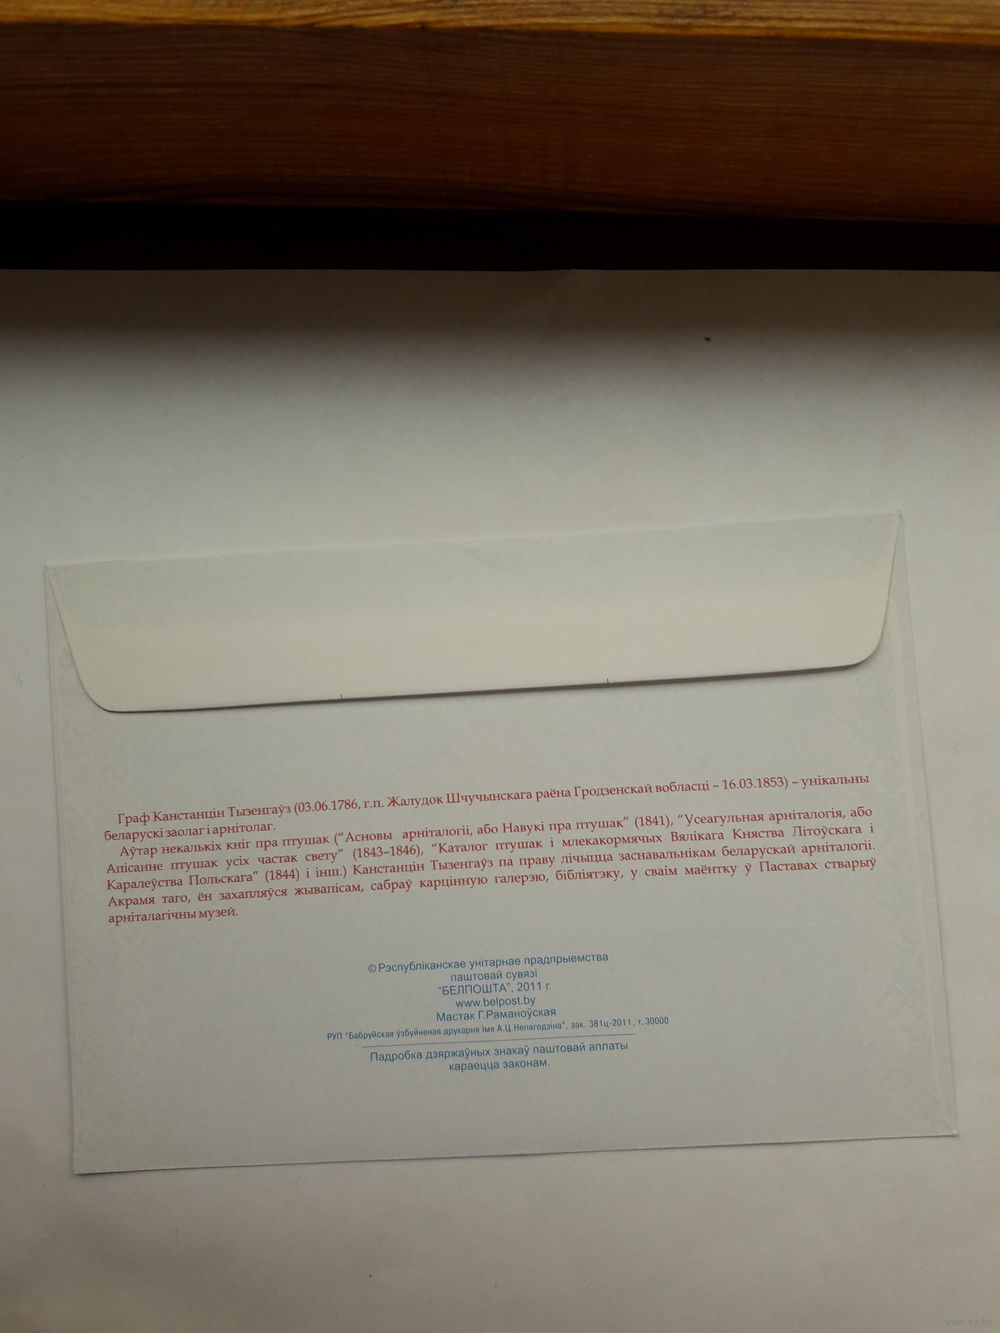 Граф Канстанцін Тызенгаўз (03.06.1786, г.п. Жалудок Шчучынскага раёна Гродзенскай вобласці – 16.03.1853) – унікальны
беларускі заолаг і арнітолаг.
Аўтар некалькіх кніг пра птушак (“Асновы арніталогіі, або Навукі пра птушак” (1841), “Усеагульная арніталогія, або
Апісанне птушак усіх частак свету” (1843–1846), “Каталог птушак і млекакормячых Вялікага Княства Літоўскага і
Каралеўства Польскага” (1844) і інш.) Канстанцін Тызенгаўз па праву лічыцца заснавальнікам беларускай арніталогіі.
Акрамя таго, ён захапляўся жывапісам, сабраў карцінную галерэю, бібліятэку, у сваім маёнтку ў Паставах стварыў
арніталагічны музей.
© Рэспубліканскае унітарнае прадпрыемства
паштовай сувязі
“БЕЛПОШТА”, 2011 г.
www.belpost.by
Мастак Г.Раманоўская
РУП “Бабруйская ўзбуйненая друкарня імя А.Ц.Непагодзіна”, зак. 381ц-2011, т.30000
Падробка дзяржаўных знакаў паштовай аплаты
караецца законам.
www.ay.by